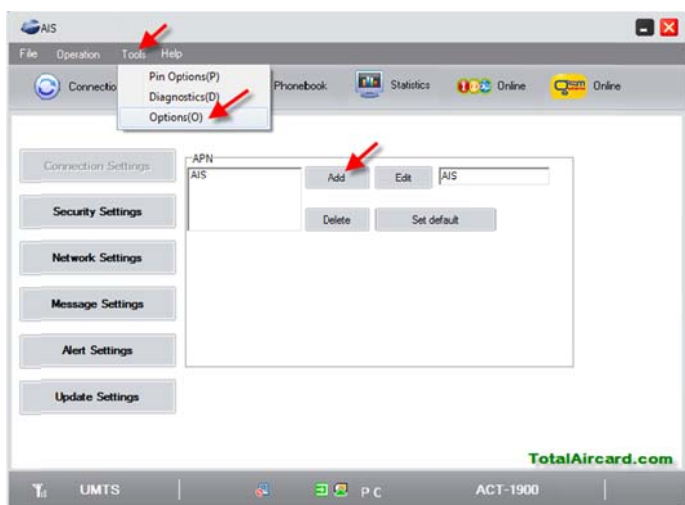 AIS
File Operation Tools Help
Connectio Phonebook Statistics Online Online
Pin Options(P)
Diagnostics(D)
Options(O)
Connection Settings
Security Settings
Network Settings
Message Settings
Alert Settings
Update Settings
APN
AIS
Add Edit AIS
Delete Set default
TotalAircard.com
UMTS PC ACT-1900